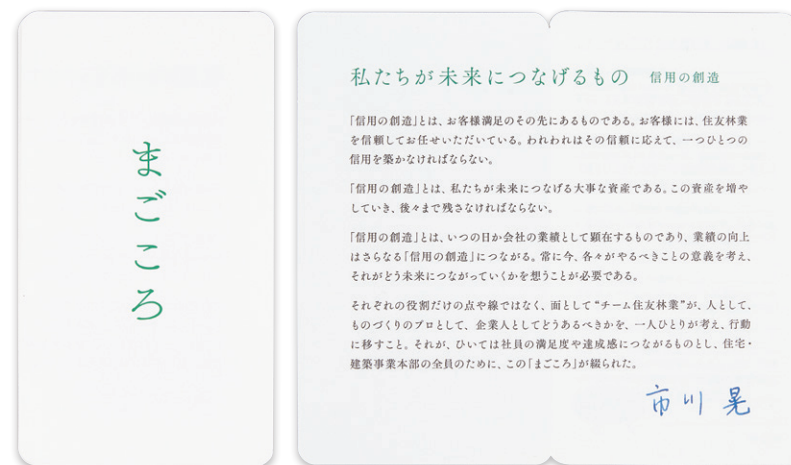 まごころ
私たちが未来につなげるもの 信用の創造
「信用の創造」とは、お客様満足のその先にあるものである。お客様には、住友林業
を信頼してお任せいただいている。われわれはその信頼に応えて、一つひとつの
信用を築かなければならない。
「信用の創造」とは、私たちが未来につなげる大事な資産である。この資産を増や
していき、後々まで残さなければならない。
「信用の創造」とは、いつの日か会社の業績として顕在するものであり、業績の向上
はさらなる「信用の創造」につながる。常に今、各々がやるべきことの意義を考え、
それがどう未来につながっていくかを想うことが必要である。
それぞれの役割だけの点や線ではなく、面として“チーム住友林業”が、人として、
ものづくりのプロとして、企業人としてどうあるべきかを、一人ひとりが考え、行動
に移すこと。それが、ひいては社員の満足度や達成感につながるものとし、住宅・
建築事業本部の全員のために、この「まごころ」が綴られた。
市川 晃